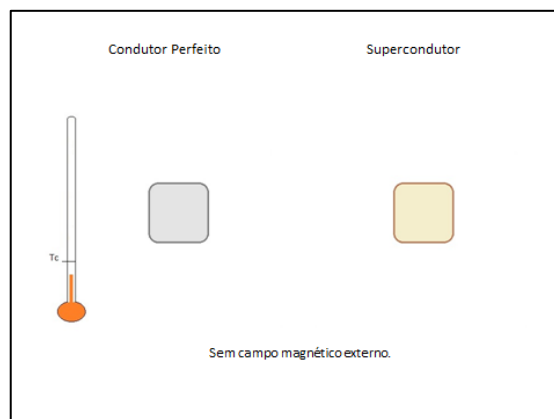 Condutor Perfeito
Supercondutor
Tc
Sem campo magnético externo.